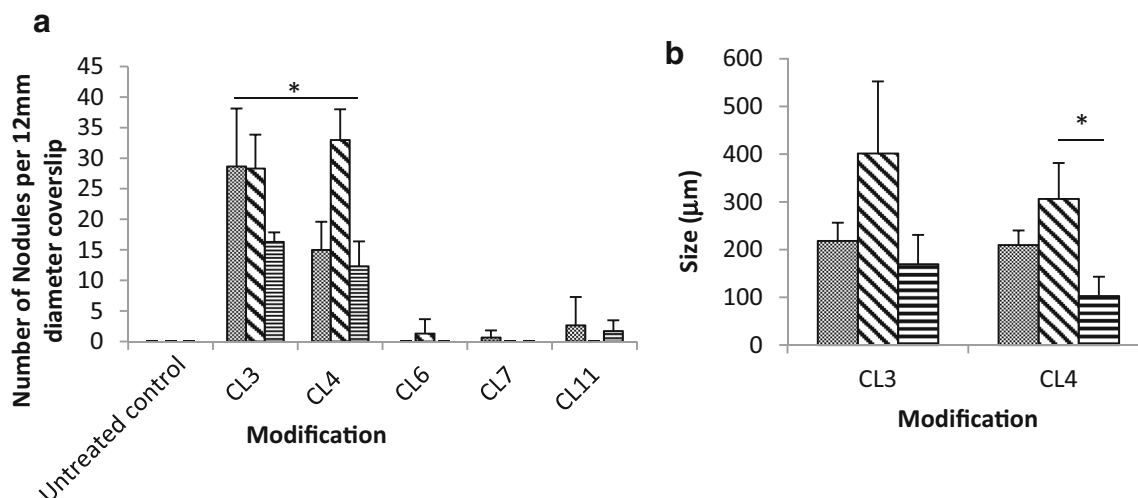 a
Number of Nodules per 12mm
diameter coverslip
45
40
35
30
25
20
15
10
5
0
*
Untreated control
CL3
CL4
CL6
CL7
CL11
Modification
b
Size (μm)
600
500
400
300
200
100
0
*
CL3
CL4
Modification